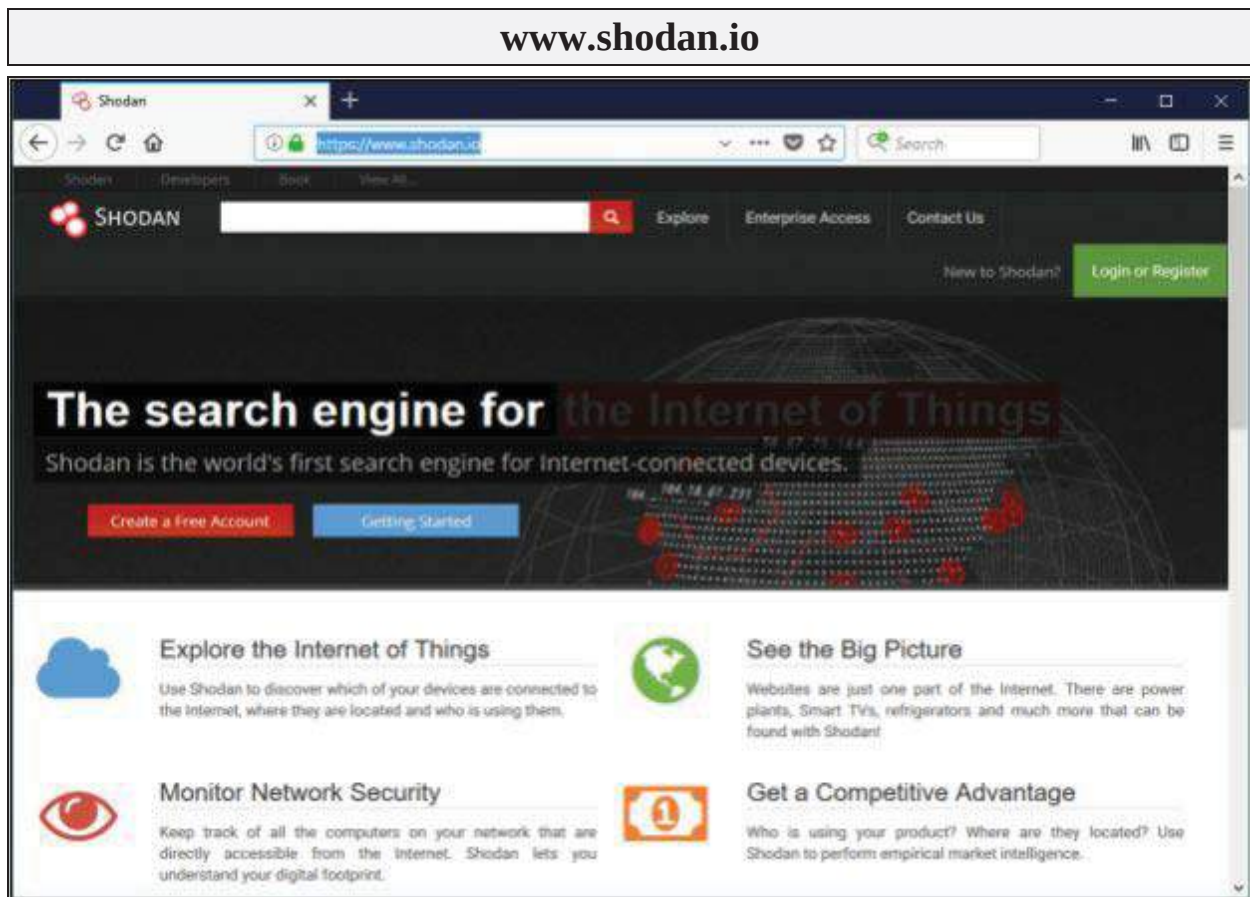 www.shodan.io
Shodan
https://www.shodan.io
Search
Shodan Developers Book View All...
SHODAN
Explore Enterprise Access Contact Us
New to Shodan? Login or Register
The search engine for the Internet of Things
Shodan is the world's first search engine for Internet-connected devices.
Create a Free Account Getting Started
Explore the Internet of Things
Use Shodan to discover which of your devices are connected to
the Internet, where they are located and who is using them.
See the Big Picture
Websites are just one part of the Internet. There are power
plants, Smart TVs, refrigerators and much more that can be
found with Shodan!
Monitor Network Security
Keep track of all the computers on your network that are
directly accessible from the Internet. Shodan lets you
understand your digital footprint.
1
Get a Competitive Advantage
Who is using your product? Where are they located? Use
Shodan to perform empirical market intelligence.